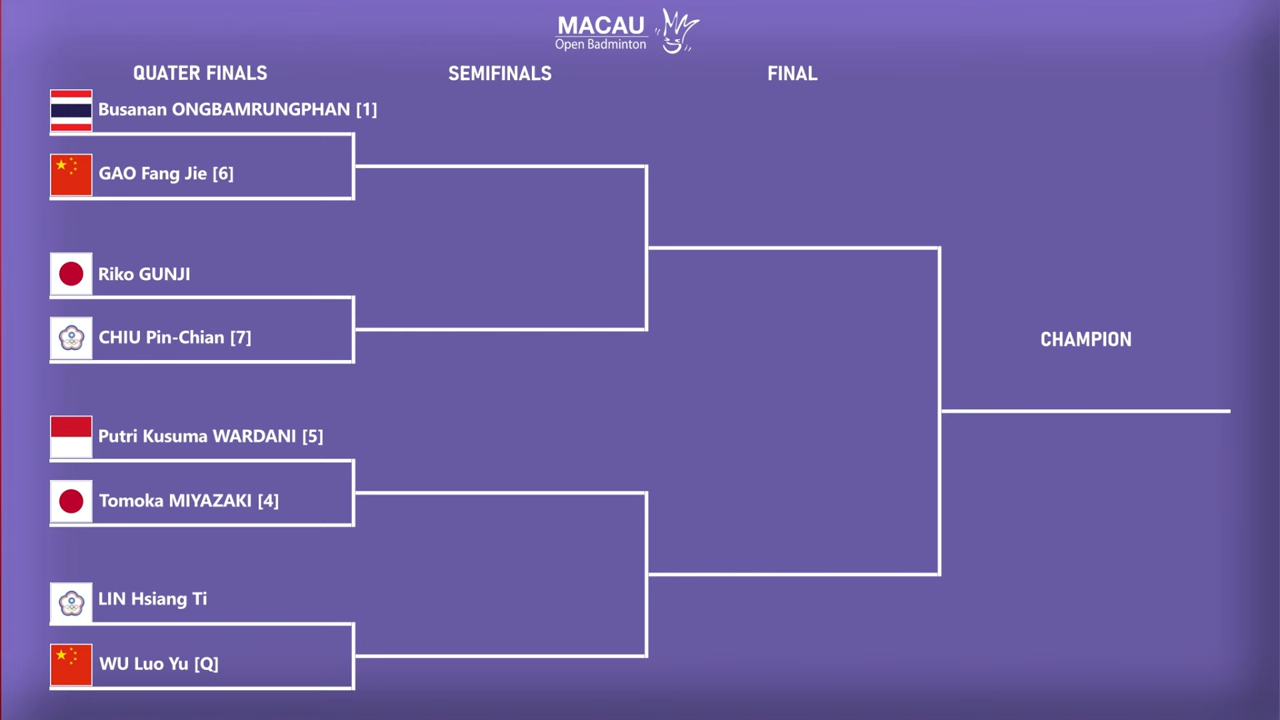 MACAU
Open Badminton
QUATER FINALS
SEMIFINALS
FINAL
Busanan ONGBAMRUNGPHAN [1]
GAO Fang Jie [6]
Riko GUNJI
CHIU Pin-Chian [7]
CHAMPION
Putri Kusuma WARDANI [5]
Tomoka MIYAZAKI [4]
LIN Hsiang Ti
WU Luo Yu [Q]